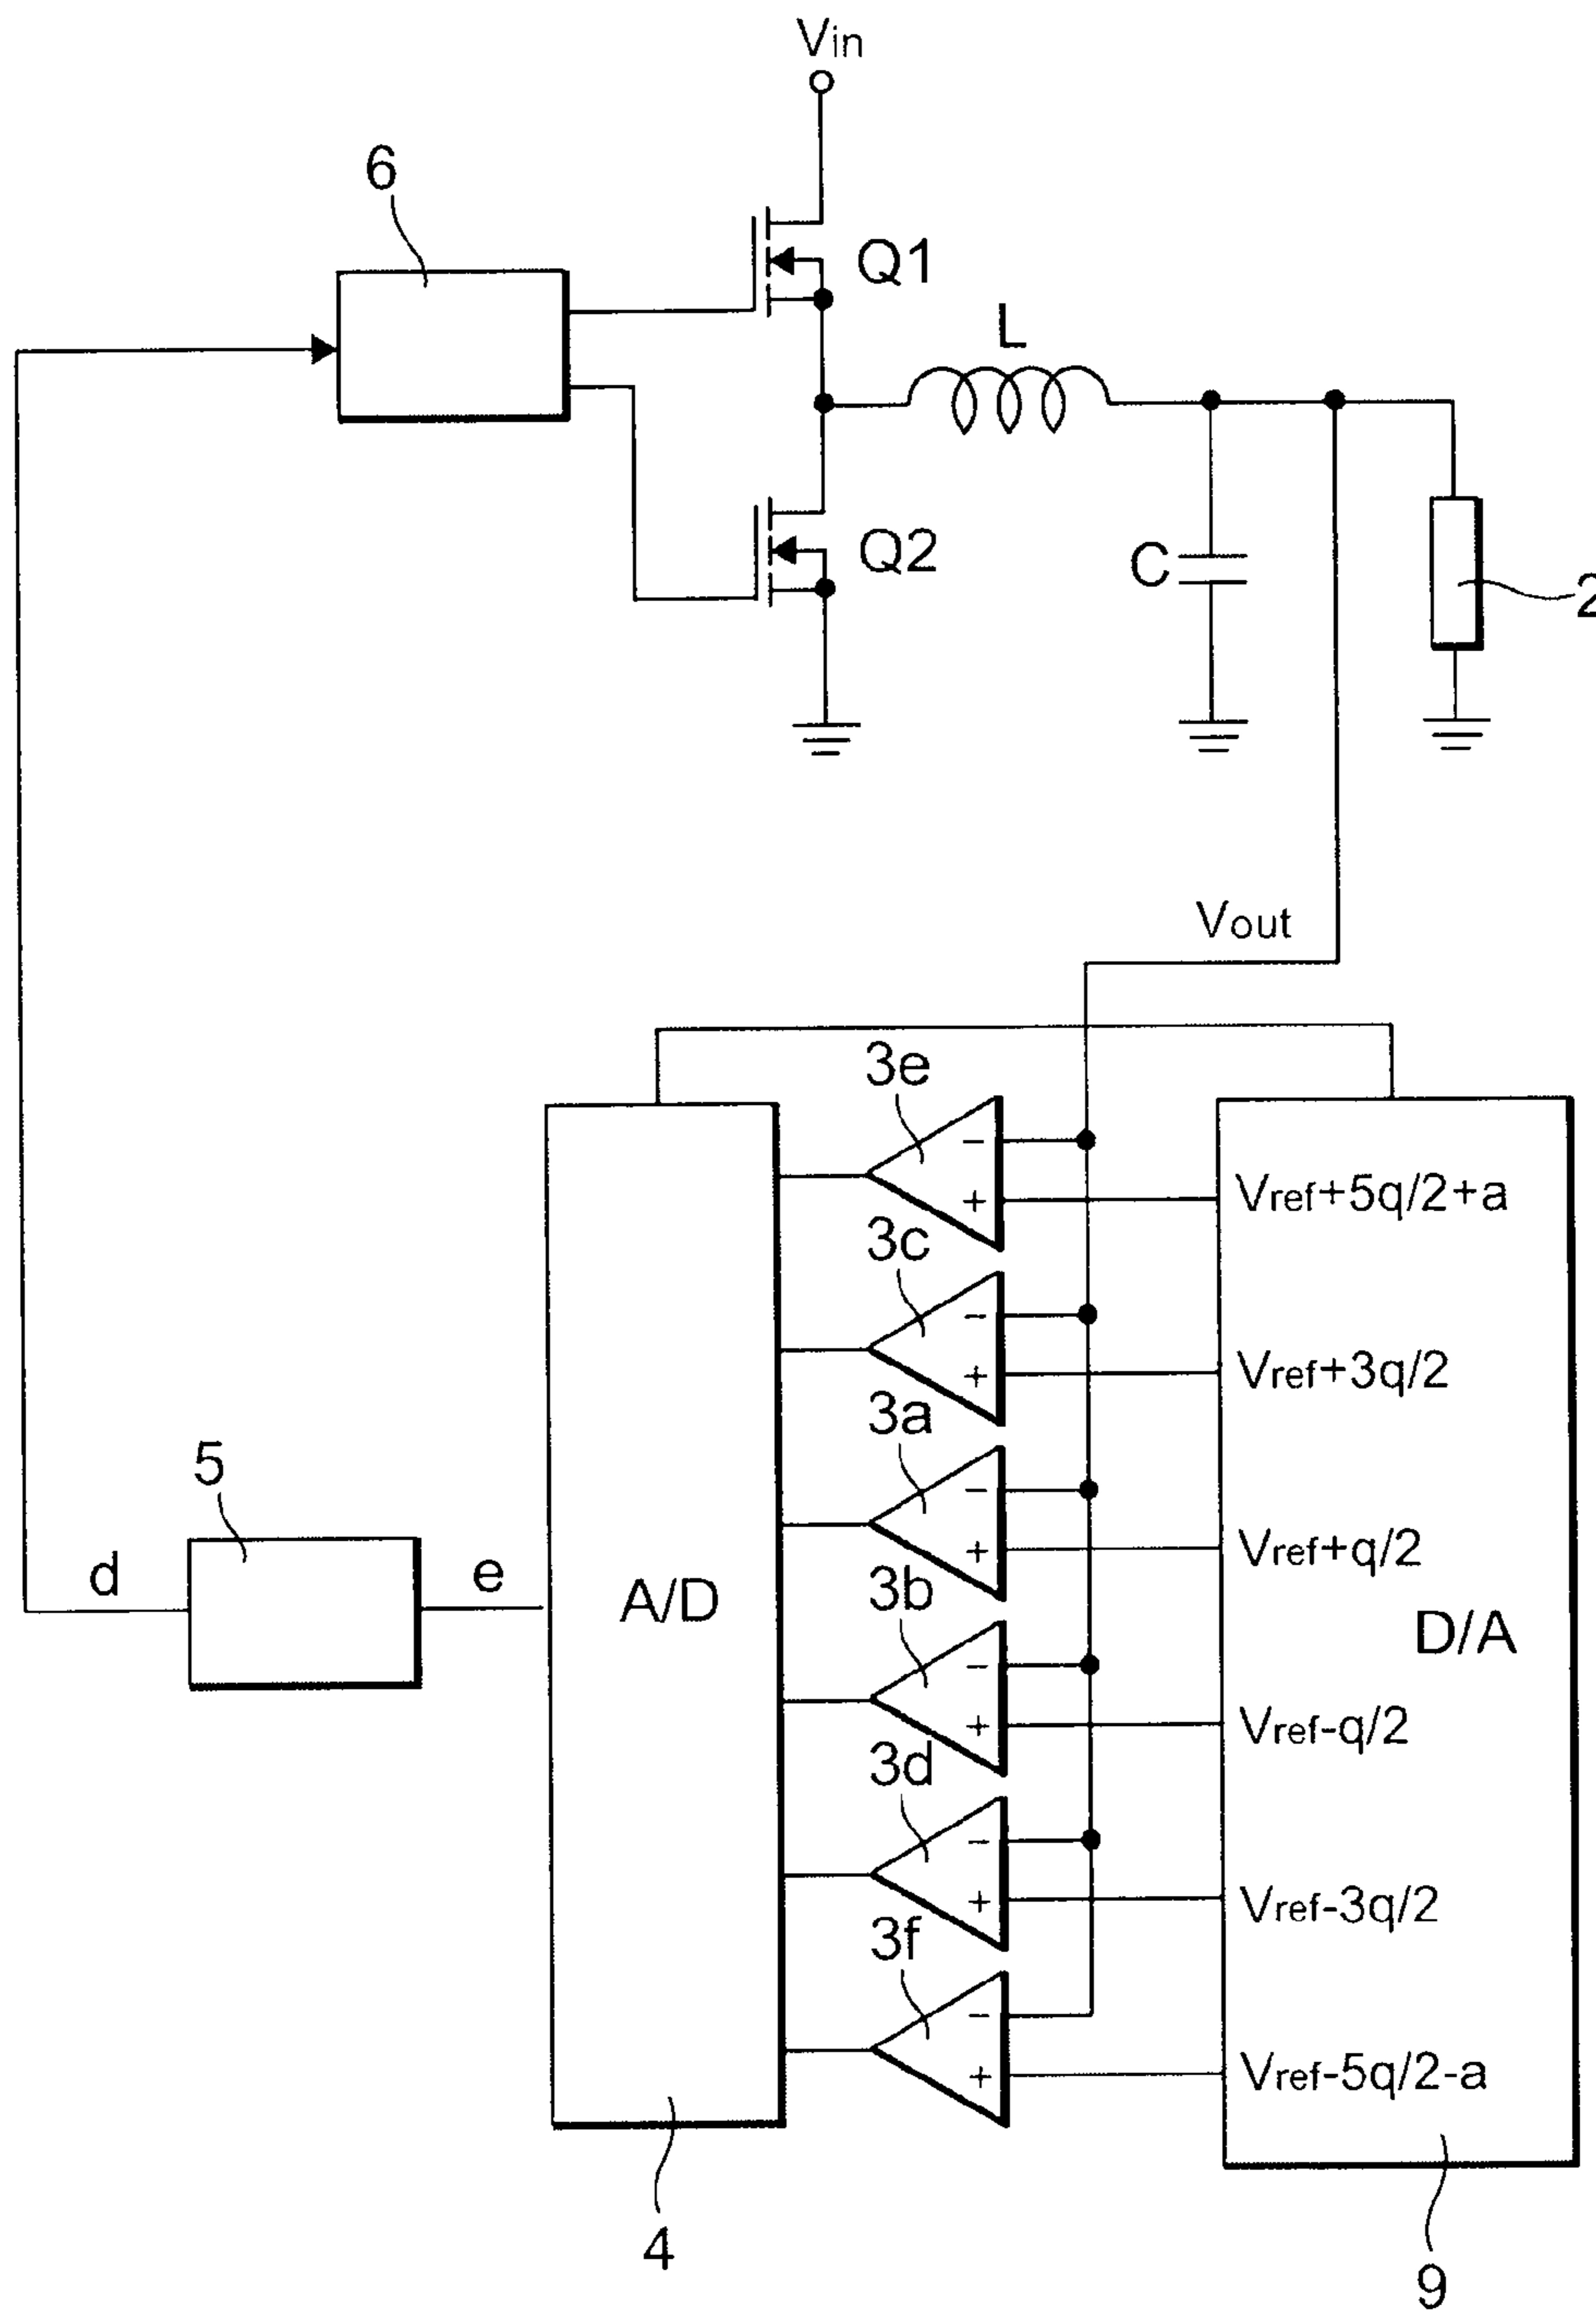 Vin
6
Q1
L
Q2
C
2
Vout
3e
−
+
Vref+5q/2+a
3c
−
+
Vref+3q/2
3a
−
+
Vref+q/2
5
d
e
A/D
3b
−
+
Vref-q/2
D/A
3d
−
+
Vref-3q/2
3f
−
+
Vref-5q/2-a
4
9